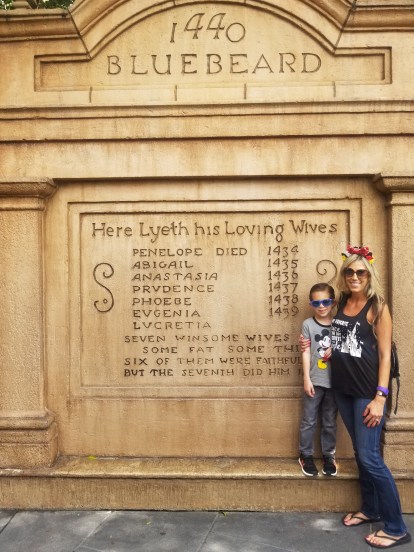 1440
BLUEBEARD
Here Lyeth his Loving Wives
PENELOPE DIED 1434
ABIGAIL 1435
ANASTASIA 1436
PRVDENCE 1437
PHOEBE 1438
EVGENIA 1439
LVCRETIA
SEVEN WINSOME WIVES
SOME FAT SOME THI
SIX OF THEM WERE FAITHFUL
BUT THE SEVENTH DID HIM